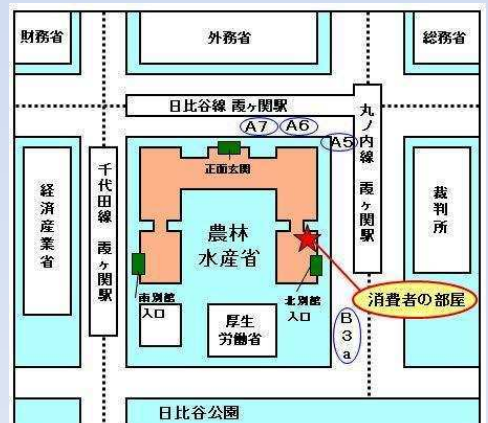 財務省
外務省
総務省
日比谷線 霞ヶ関駅
A7
A6
A5
丸ノ内線 霞ヶ関駅
正面玄関
経済産業省
千代田線 霞ヶ関駅
裁判所
農林
水産省
消費者の部屋
南別館
入口
北別館
入口
厚生
労働省
B3a
日比谷公園